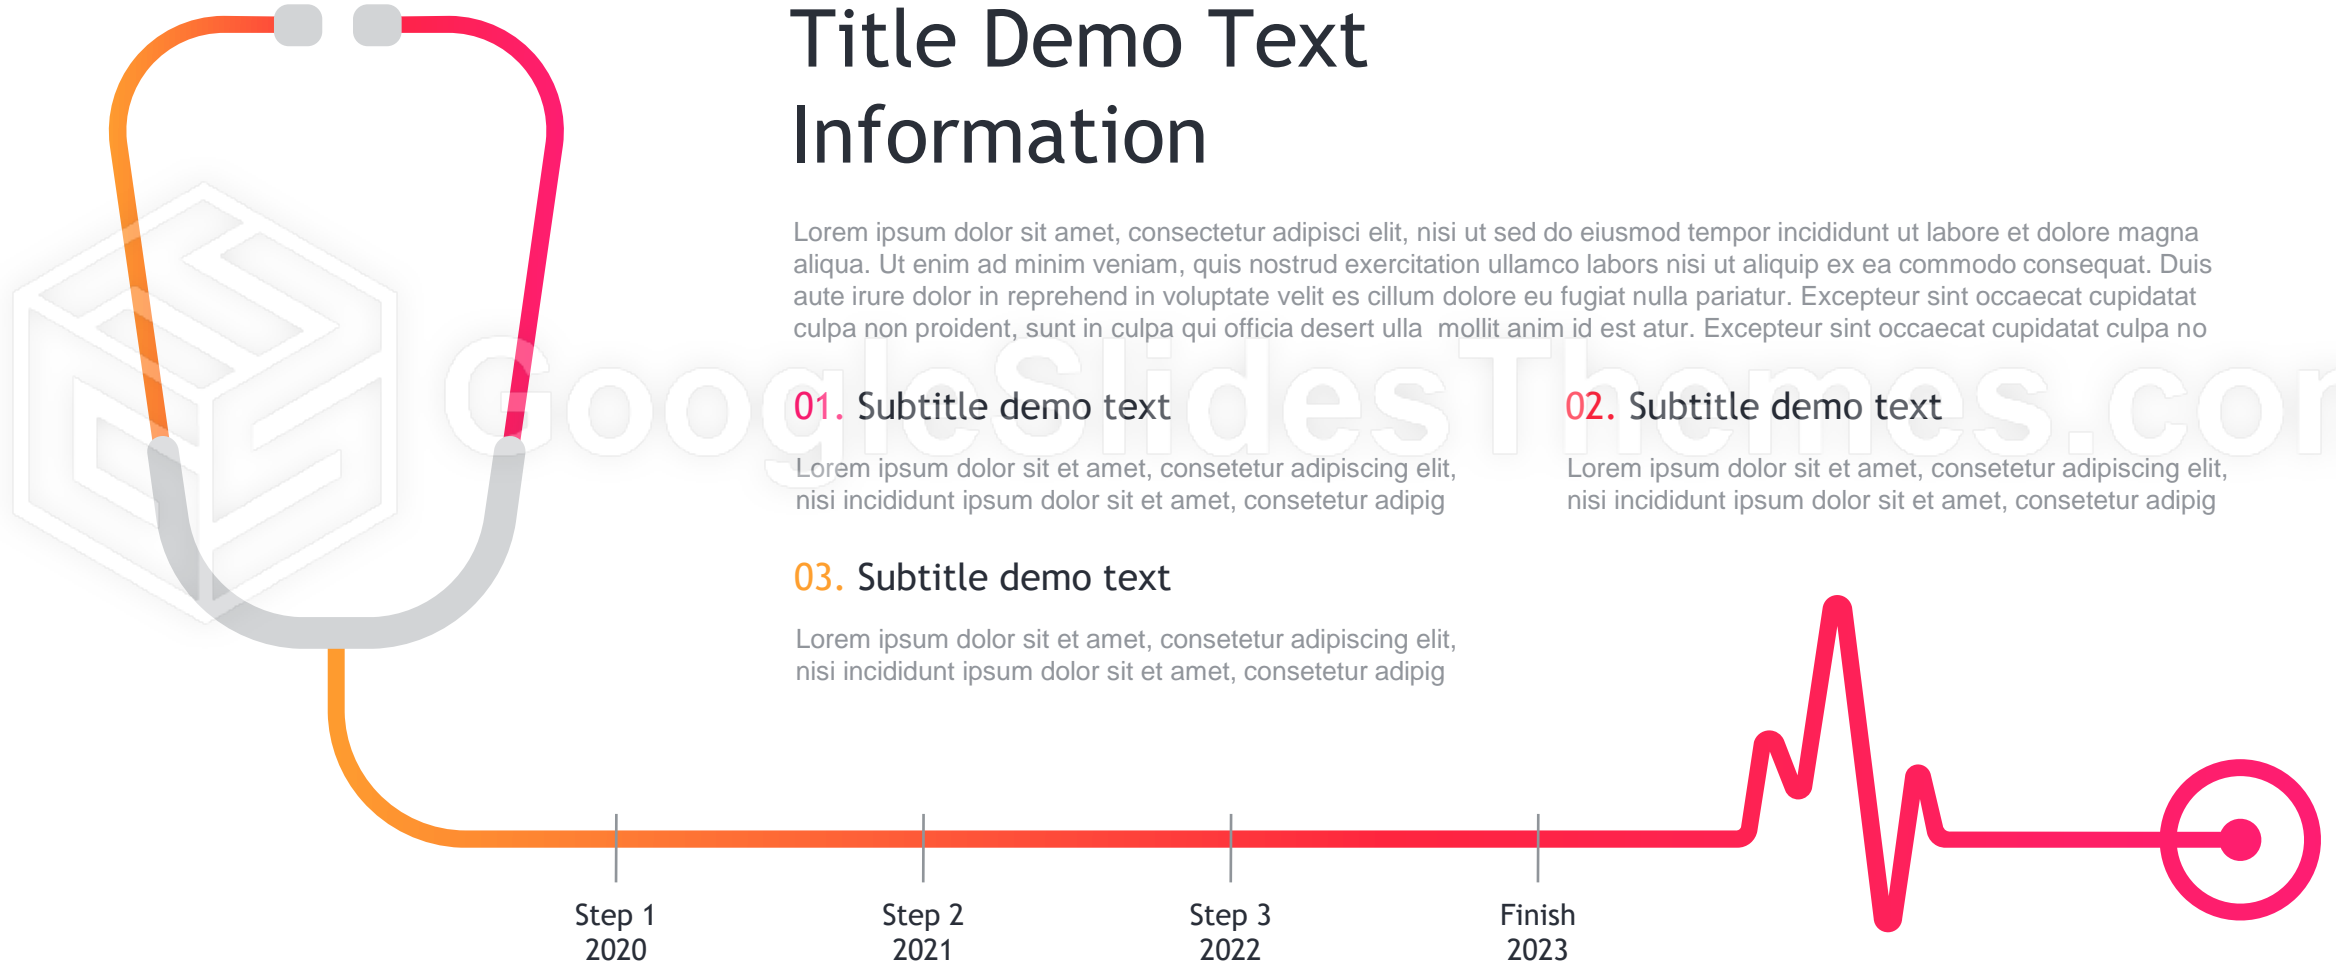 Title Demo Text
Information
Lorem ipsum dolor sit amet, consectetur adipisci elit, nisi ut sed do eiusmod tempor incididunt ut labore et dolore magna
aliqua. Ut enim ad minim veniam, quis nostrud exercitation ullamco labors nisi ut aliquip ex ea commodo consequat. Duis
aute irure dolor in reprehend in voluptate velit es cillum dolore eu fugiat nulla pariatur. Excepteur sint occaecat cupidatat
culpa non proident, sunt in culpa qui officia desert ulla mollit anim id est atur. Excepteur sint occaecat cupidatat culpa no
GoogleSlidesThemes.com
01. Subtitle demo text
Lorem ipsum dolor sit et amet, consetetur adipiscing elit,
nisi incididunt ipsum dolor sit et amet, consetetur adipig
02. Subtitle demo text
Lorem ipsum dolor sit et amet, consetetur adipiscing elit,
nisi incididunt ipsum dolor sit et amet, consetetur adipig
03. Subtitle demo text
Lorem ipsum dolor sit et amet, consetetur adipiscing elit,
nisi incididunt ipsum dolor sit et amet, consetetur adipig
Step 1
2020
Step 2
2021
Step 3
2022
Finish
2023